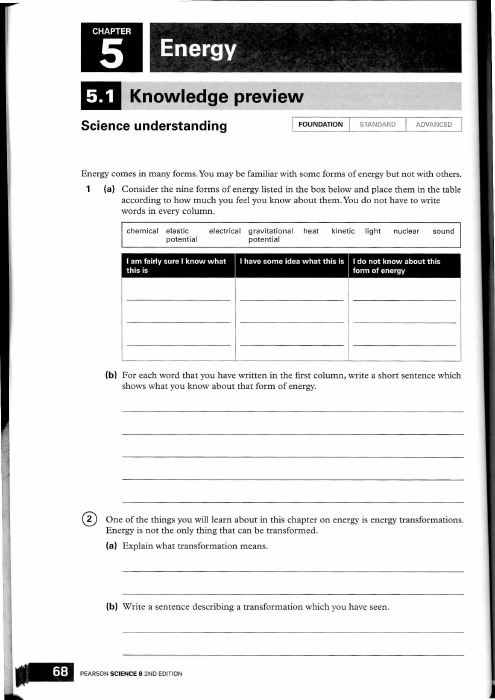 CHAPTER
5
Energy
5.1 Knowledge preview
Science understanding
FOUNDATION STANDARD ADVANCED
Energy comes in many forms. You may be familiar with some forms of energy but not with others.
1 (a) Consider the nine forms of energy listed in the box below and place them in the table
according to how much you feel you know about them. You do not have to write
words in every column.
chemical elastic electrical gravitational heat kinetic light nuclear sound
potential potential
I am fairly sure I know what I have some idea what this is I do not know about this
this is form of energy
(b) For each word that you have written in the first column, write a short sentence which
shows what you know about that form of energy.
2 One of the things you will learn about in this chapter on energy is energy transformations.
Energy is not the only thing that can be transformed.
(a) Explain what transformation means.
(b) Write a sentence describing a transformation which you have seen.
68 PEARSON SCIENCE 8 2ND EDITION